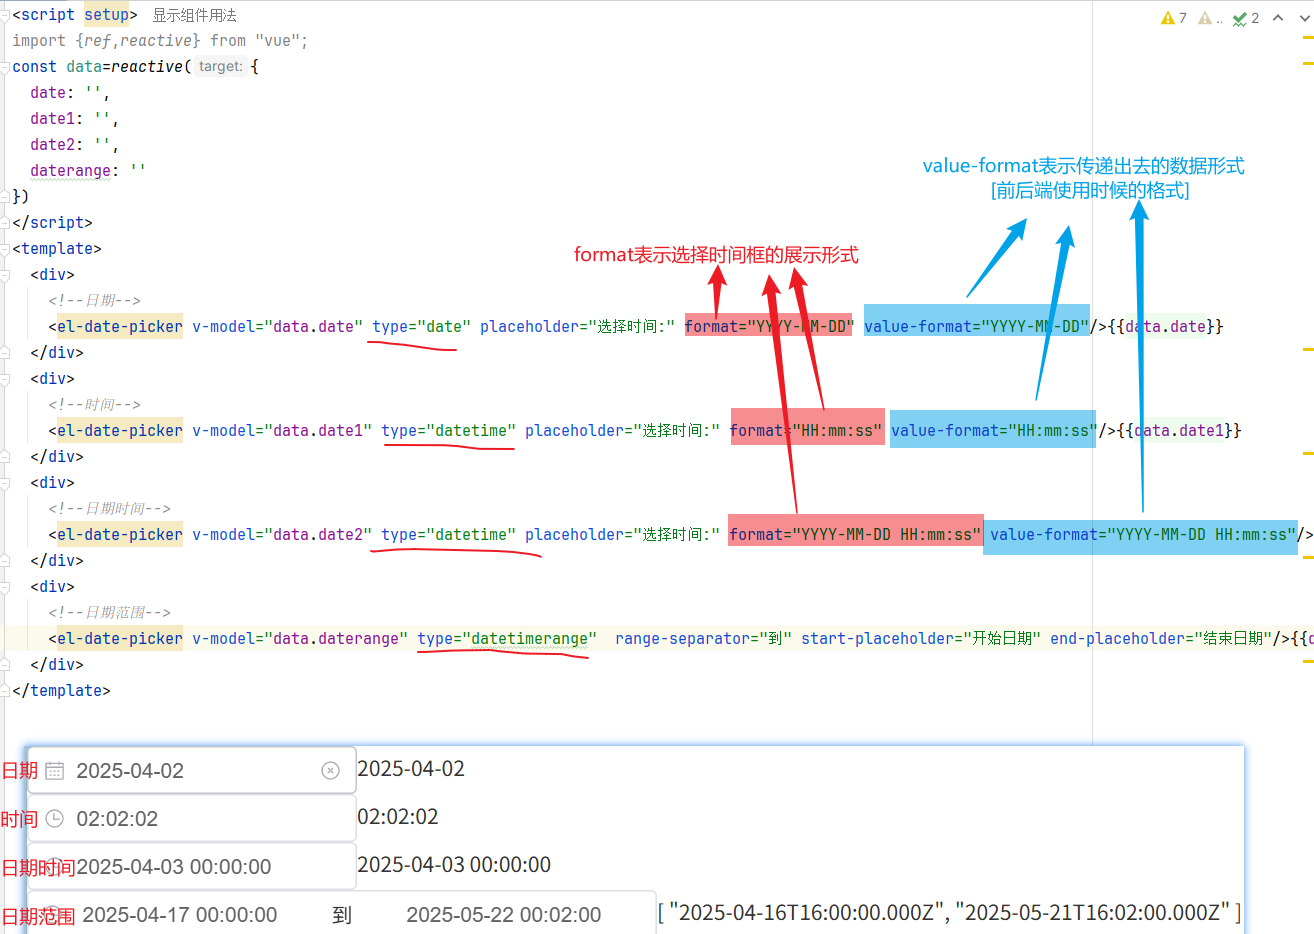 <script setup> 显示组件用法
7 .. 2
import {ref,reactive} from "vue";
const data=reactive( target: {
date: '',
date1: '',
date2: '',
daterange: ''
})
</script>
<template>
value-format表示传递出去的数据形式
[前后端使用时候的格式]
format表示选择时间框的展示形式
<div>
<!--日期-->
<el-date-picker v-model="data.date" type="date" placeholder="选择时间:" format="YYYY-MM-DD" value-format="YYYY-MM-DD"/>{{data.date}}
</div>
<div>
<!--时间-->
<el-date-picker v-model="data.date1" type="datetime" placeholder="选择时间:" format="HH:mm:ss" value-format="HH:mm:ss"/>{{data.date1}}
</div>
<div>
<!--日期时间-->
<el-date-picker v-model="data.date2" type="datetime" placeholder="选择时间:" format="YYYY-MM-DD HH:mm:ss" value-format="YYYY-MM-DD HH:mm:ss"/>
</div>
<div>
<!--日期范围-->
<el-date-picker v-model="data.daterange" type="datetimerange" range-separator="到" start-placeholder="开始日期" end-placeholder="结束日期"/>{{d
</div>
</template>
日期 2025-04-02 2025-04-02
时间 02:02:02 02:02:02
日期时间 2025-04-03 00:00:00 2025-04-03 00:00:00
日期范围 2025-04-17 00:00:00 到 2025-05-22 00:02:00 [ "2025-04-16T16:00:00.000Z", "2025-05-21T16:02:00.000Z" ]